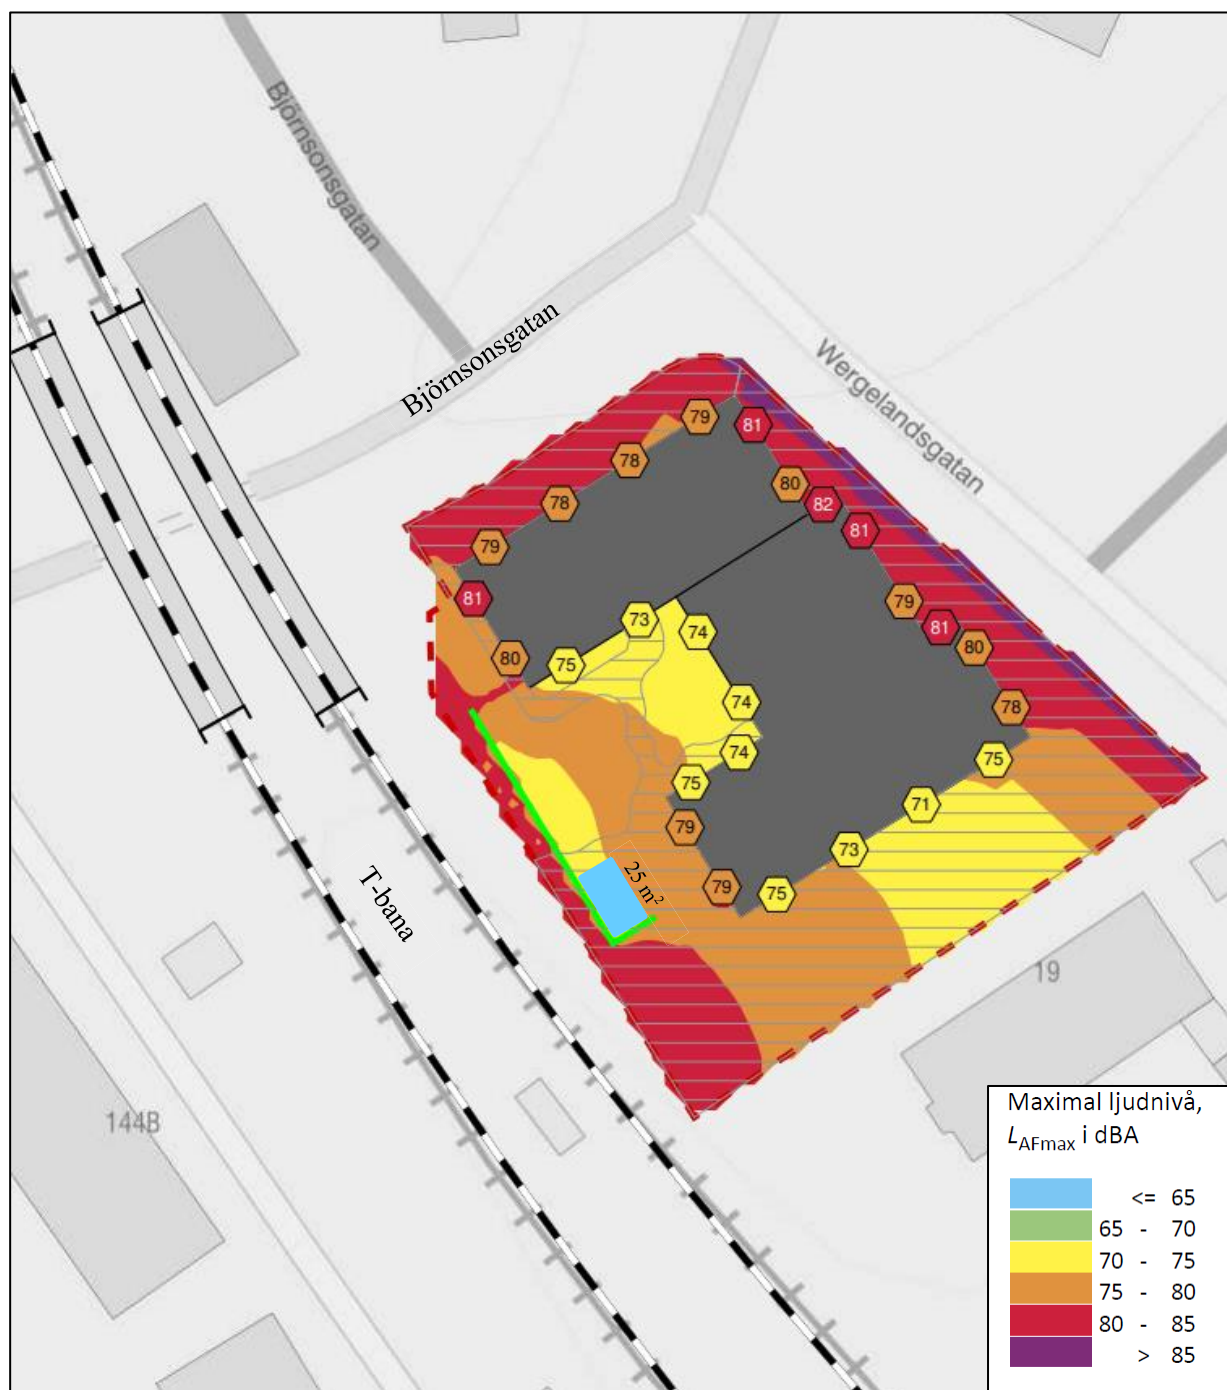 Björnsonsgatan
Björnsonsgatan
Wergelandsgatan
79
81
78
80
78
82
81
79
81
79
73
74
81
80
80
75
74
78
74
75
75
71
79
73
79
75
25 m²
T-bana
19
144B
Maximal ljudnivå,
LAFmax i dBA
<= 65
65 - 70
70 - 75
75 - 80
80 - 85
> 85